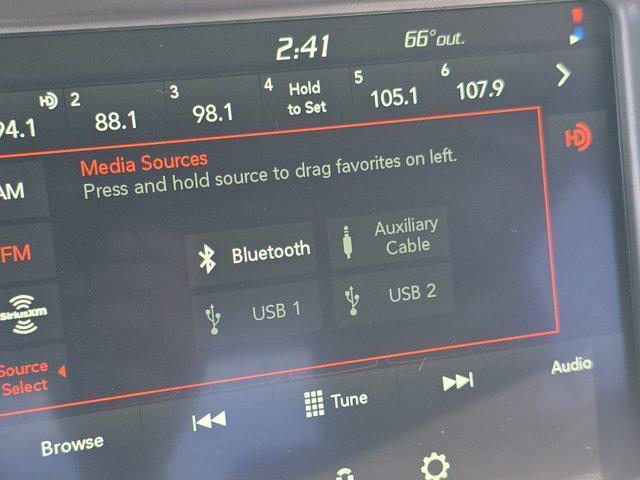 2:41 66° out.
94.1 HD 2 88.1 3 98.1 4 Hold to Set 5 105.1 6 107.9
Media Sources
Press and hold source to drag favorites on left.
HD
AM
FM
SiriusXM
Source
Select
Bluetooth
Auxiliary
Cable
USB 1
USB 2
Browse
Tune
Audio